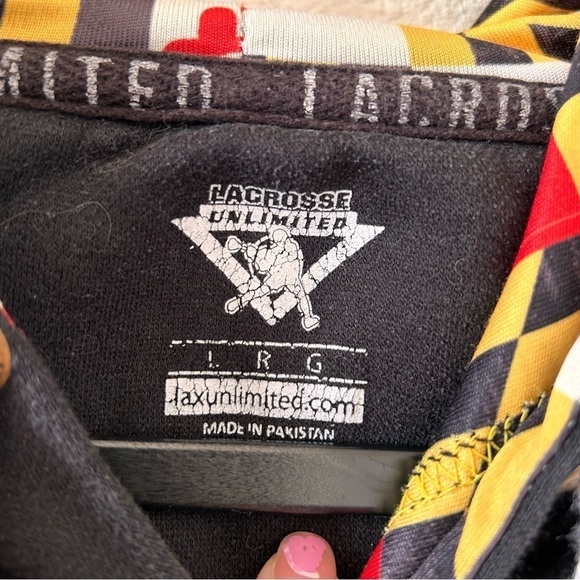 MITED LACROS
LACROSSE
UNLIMITED
L R G
laxunlimited.com
MADE IN PAKISTAN